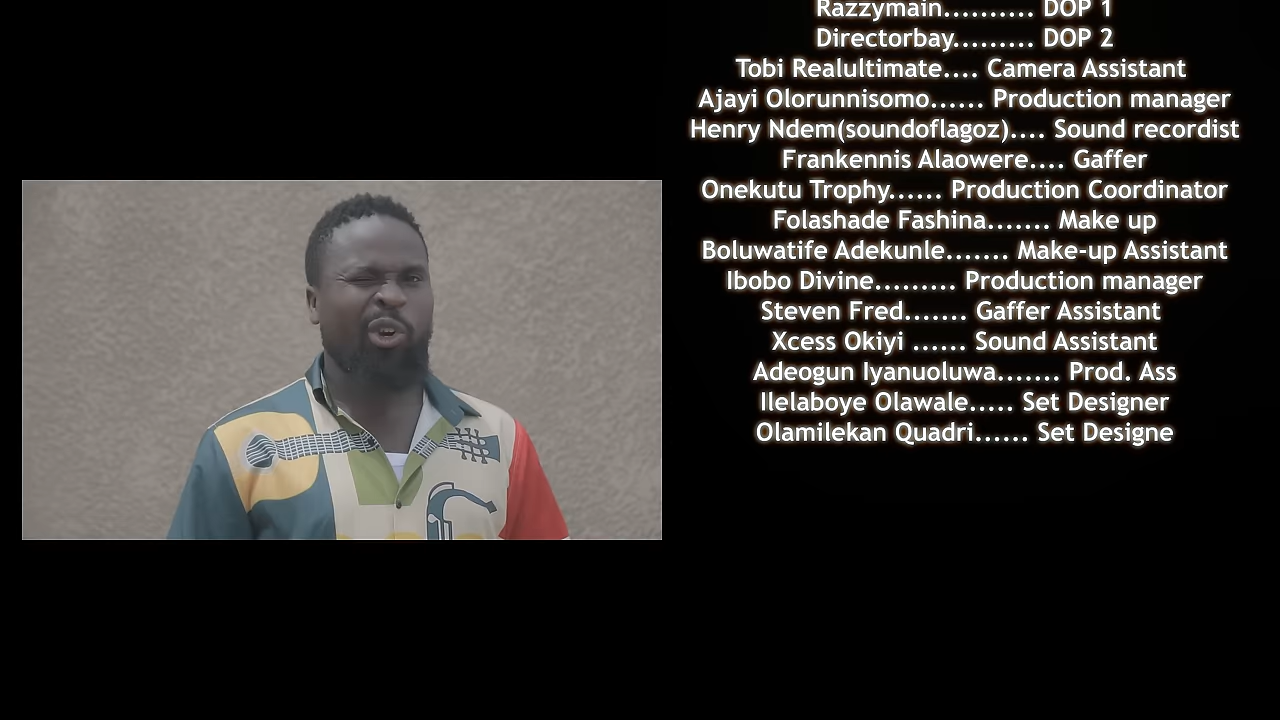 Razzymain.......... DOP 1
Directorbay......... DOP 2
Tobi Realultimate.... Camera Assistant
Ajayi Olorunnisomo...... Production manager
Henry Ndem(soundoflagoz).... Sound recordist
Frankennis Alaowere.... Gaffer
Onekutu Trophy...... Production Coordinator
Folashade Fashina....... Make up
Boluwatife Adekunle....... Make-up Assistant
Ibobo Divine......... Production manager
Steven Fred....... Gaffer Assistant
Xcess Okiyi ...... Sound Assistant
Adeogun Iyanuoluwa....... Prod. Ass
Ilelaboye Olawale..... Set Designer
Olamilekan Quadri...... Set Designe